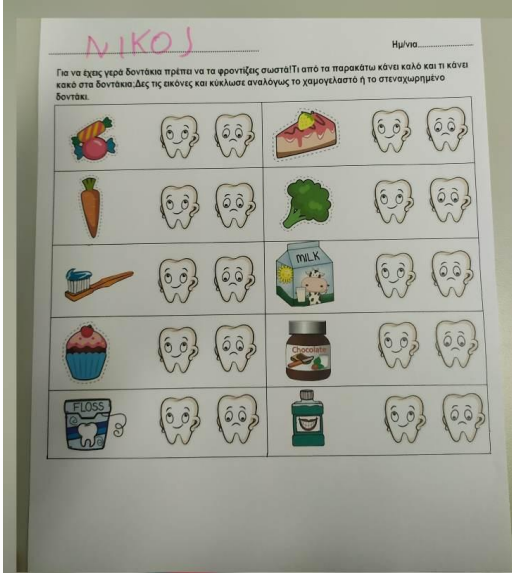 ΝΙΚΟS
Ημ/νια..................
Για να έχεις γερά δοντάκια πρέπει να τα φροντίζεις σωστά!Τι από τα παρακάτω κάνει καλό και τι κάνει
κακό στα δοντάκια;Δες τις εικόνες και κύκλωσε αναλόγως το χαμογελαστό ή το στεναχωρημένο
δοντάκι.
MILK
Chocolate
FLOSS